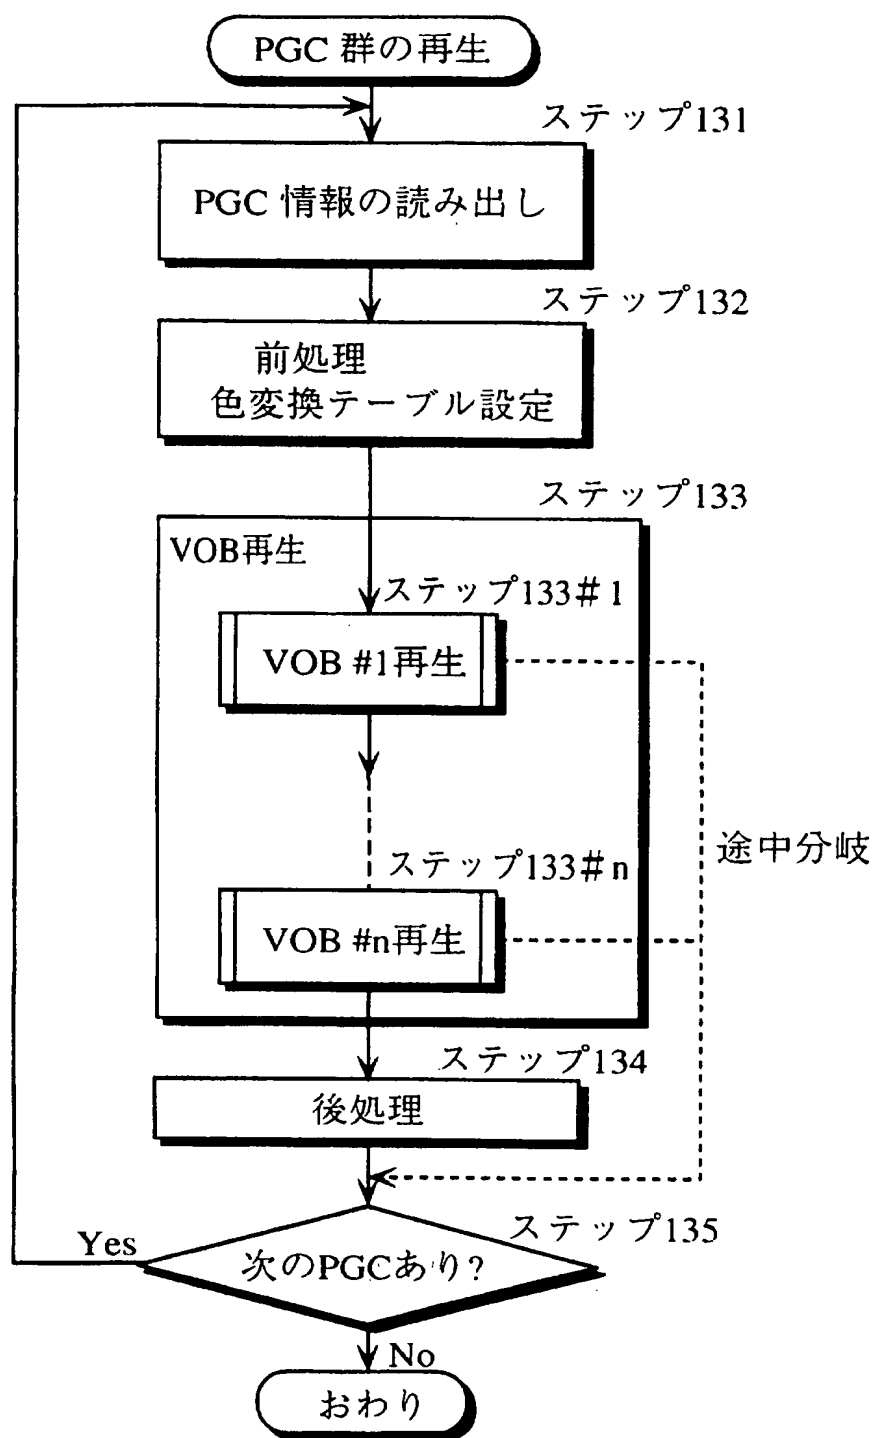 PGC 群の再生
ステップ131
PGC 情報の読み出し
ステップ132
前処理
色変換テーブル設定
ステップ133
VOB再生
ステップ133#1
VOB #1再生
途中分岐
ステップ133#n
VOB #n再生
ステップ134
後処理
ステップ135
Yes
次のPGCあり?
No
おわり